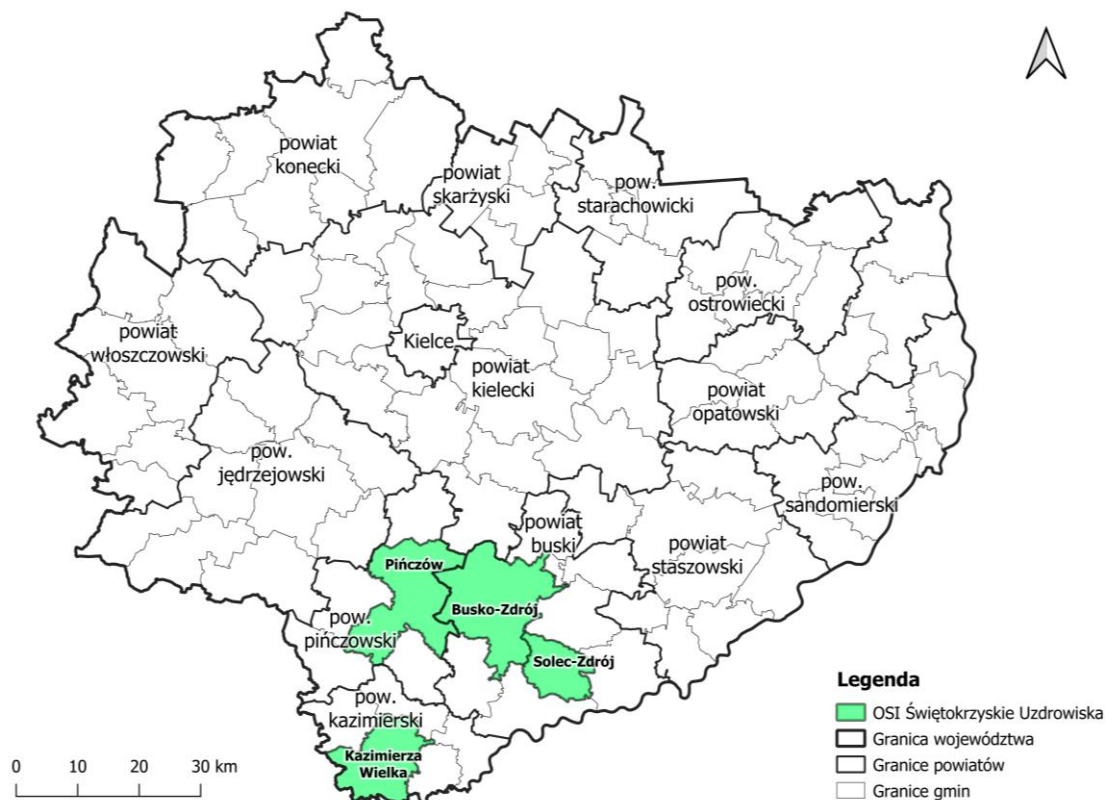 powiat
konecki
powiat
skarżyski
pow.
starachowicki
pow.
ostrowiecki
powiat
włoszczowski
Kielce
powiat
kielecki
powiat
opatowski
pow.
jędrzejowski
pow.
sandomierski
powiat
buski
powiat
staszowski
Pińczów
Busko-Zdrój
pow.
pińczowski
Solec-Zdrój
pow.
kazimierski
Kazimierza
Wielka
0 10 20 30 km
Legenda
OSI Świętokrzyskie Uzdrowiska
Granica województwa
Granice powiatów
Granice gmin